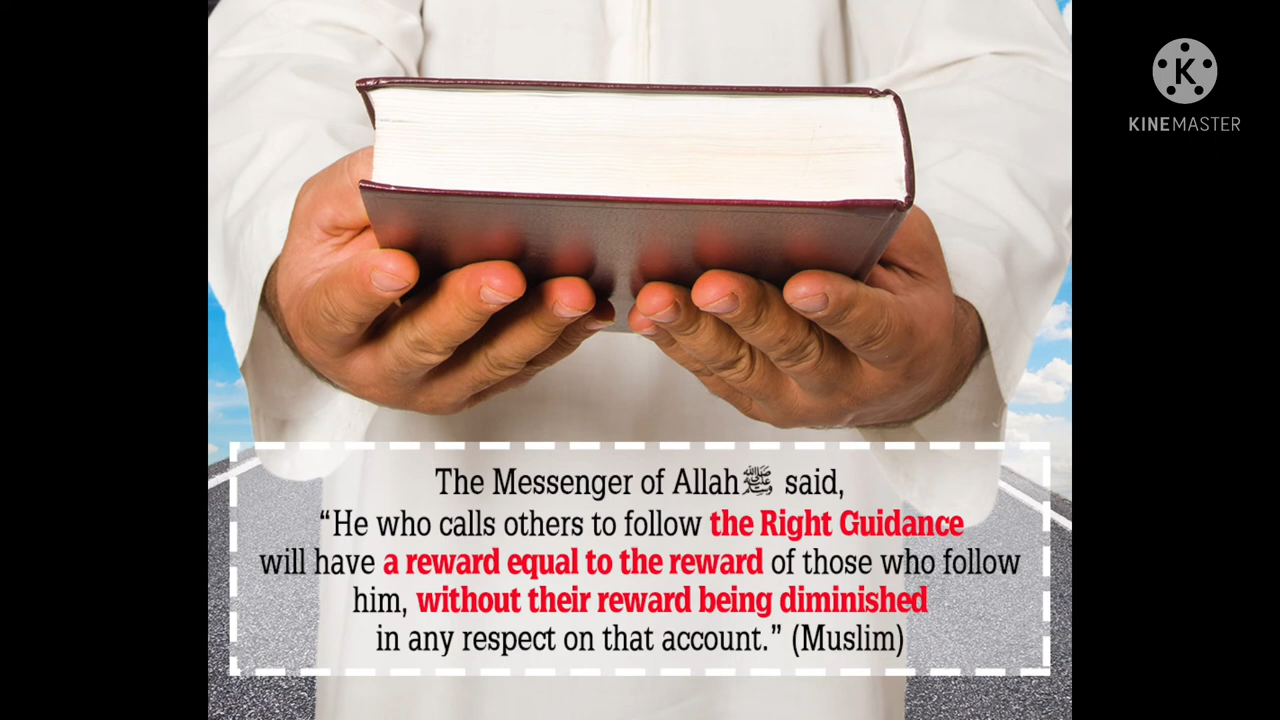 KINEMASTER
The Messenger of Allahﷺ said,
“He who calls others to follow the Right Guidance
will have a reward equal to the reward of those who follow
him, without their reward being diminished
in any respect on that account.” (Muslim)